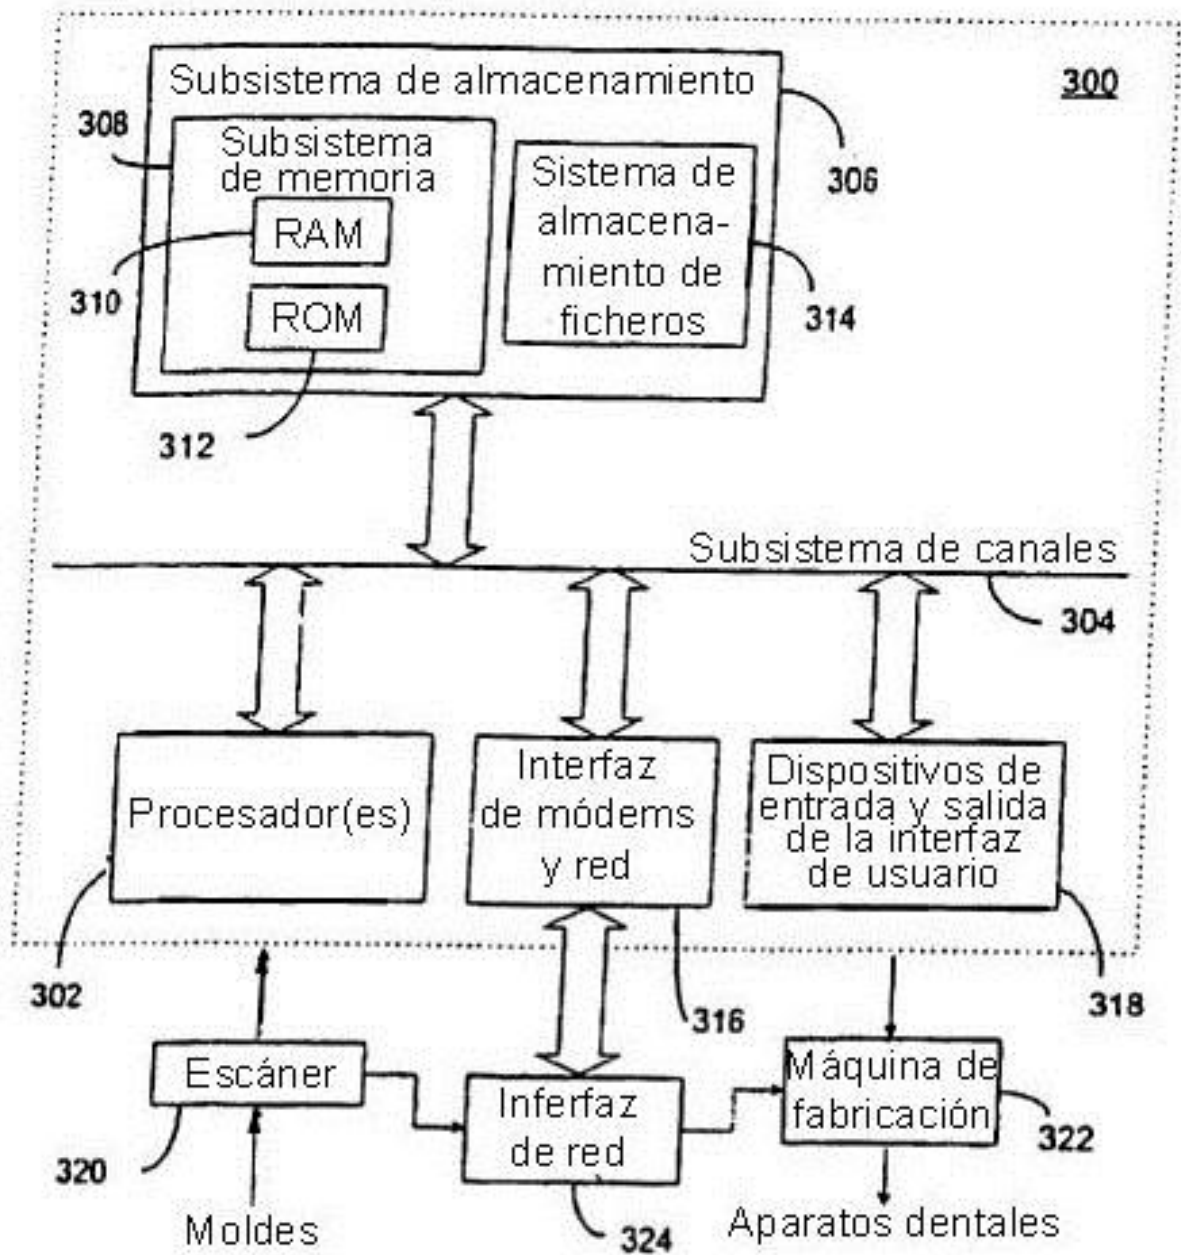 Subsistema de almacenamiento
300
308
Subsistema
de memoria
306
Sistema de
almacena-
miento de
ficheros
RAM
310
ROM
314
312
Subsistema de canales
304
Procesador(es)
Interfaz
de módems
y red
Dispositivos de
entrada y salida
de la interfaz
de usuario
302
316
318
Escáner
Máquina de
fabricación
Inferfaz
de red
322
320
Moldes
324
Aparatos dentales